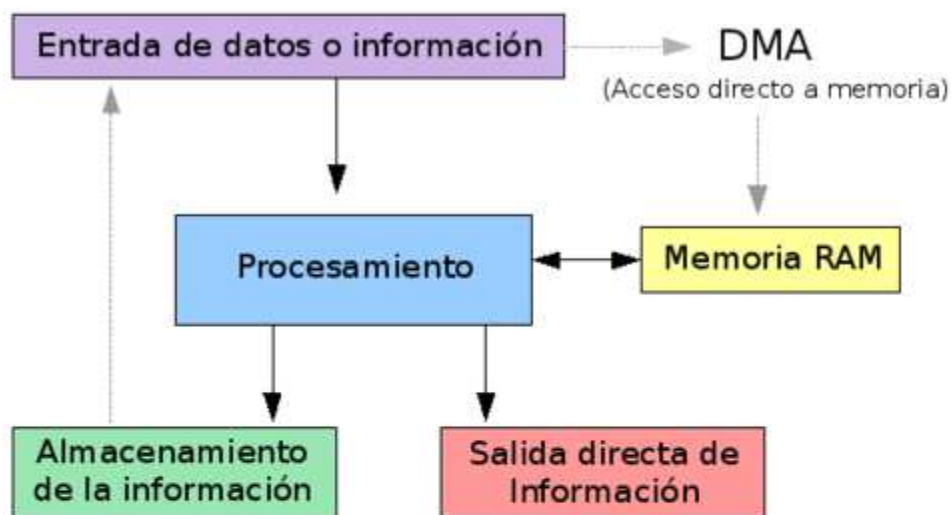 Entrada de datos o información
DMA
(Acceso directo a memoria)
Procesamiento
Memoria RAM
Almacenamiento
de la información
Salida directa de
Información